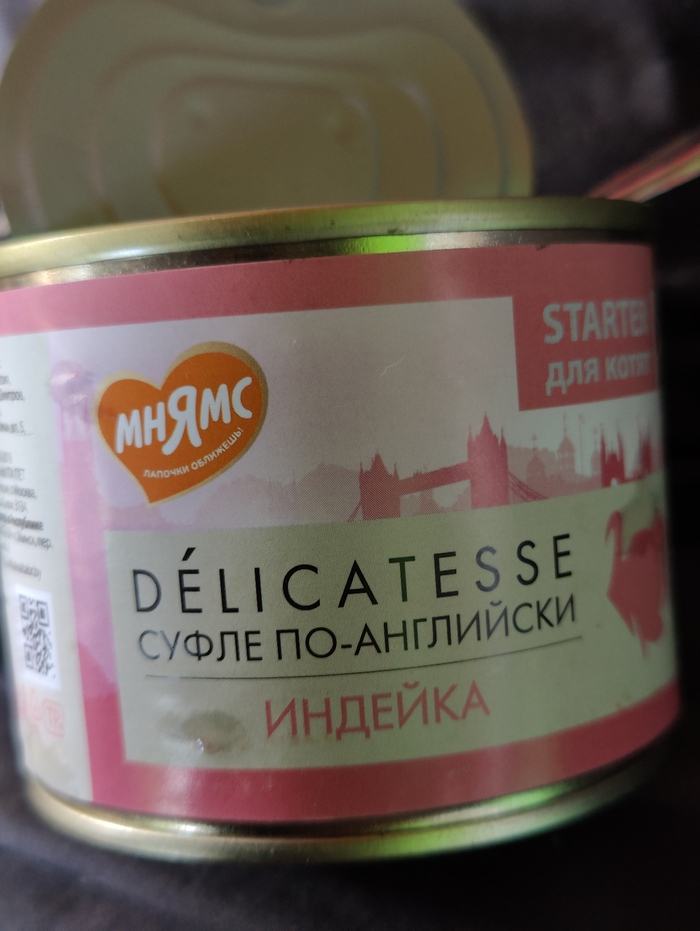 STARTER
ДЛЯ КОТЯТ
МНЯМС
ЛАПОЧКИ ОБЛИЖЕШЬ!
DÉLICATESSE
СУФЛЕ ПО-АНГЛИЙСКИ
ИНДЕЙКА